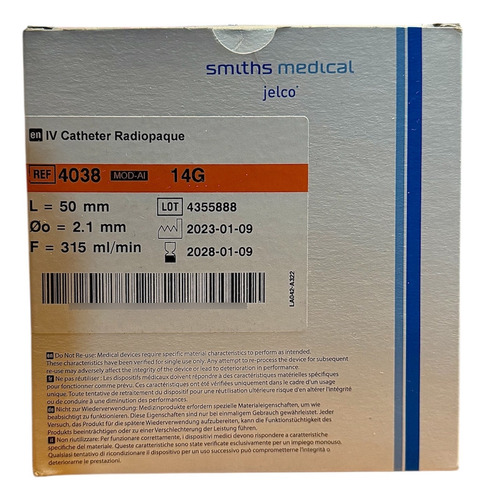 smiths medical
jelco®
en IV Catheter Radiopaque
REF 4038 MOD-AI 14G
L = 50 mm
LOT 4355888
Øo = 2.1 mm
2023-01-09
F = 315 ml/min
2028-01-09
LA042-A322
en Do Not Re-use: Medical devices require specific material characteristics to perform as intended.
These characteristics have been verified for single use only. Any attempt to re-process the device for subsequent
re-use may adversely affect the integrity of the device or lead to deterioration in performance.
fr Ne pas réutiliser: Les dispositifs médicaux doivent répondre à des caractéristiques matérielles spécifiques
pour fonctionner comme prévu. Ces caractéristiques ont été vérifiées uniquement dans le cadre d'un usage
unique. Toute tentative de retraitement du dispositif pour une réutilisation ultérieure risque d'en altérer l'intégrité
ou de conduire à une diminution des performances.
de Nicht zur Wiederverwendung: Medizinprodukte erfordern spezielle Materialeigenschaften, um wie
beabsichtigt zu funktionieren. Diese Eigenschaften sind nur bei einmaligem Gebrauch gewährleistet. Jeder
Versuch, das Produkt für spätere Wiederverwendung aufzubereiten, kann die Funktionstüchtigkeit des
Produkts beeinträchtigen oder zu einer Verschlechterung der Leistung führen.
it Non riutilizzare: Per funzionare correttamente, i dispositivi medici devono rispondere a caratteristiche
specifiche del materiale. Queste caratteristiche sono state verificate esclusivamente per un impiego monouso.
Qualsiasi tentativo di ricondizionare il dispositivo per un uso successivo può comprometterne l'integrità o
deteriorarne le prestazioni.